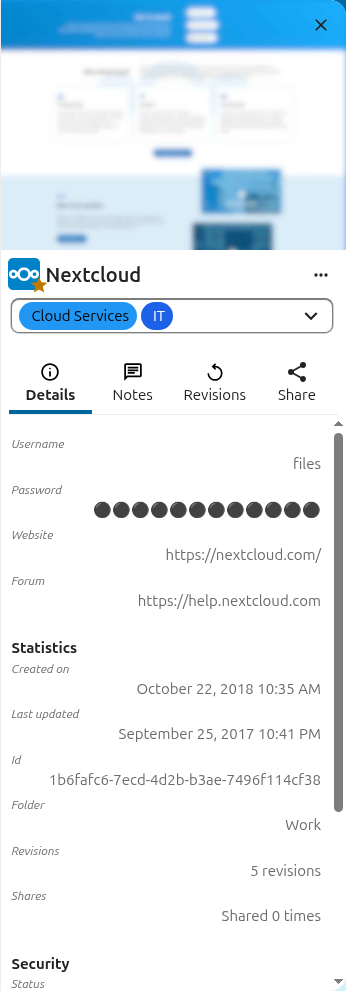 Nextcloud
Cloud Services IT
Details Notes Revisions Share
Username
files
Password
Website
https://nextcloud.com/
Forum
https://help.nextcloud.com
Statistics
Created on
October 22, 2018 10:35 AM
Last updated
September 25, 2017 10:41 PM
Id
1b6fafc6-7ecd-4d2b-b3ae-7496f114cf38
Folder
Work
Revisions
5 revisions
Shares
Shared 0 times
Security
Status